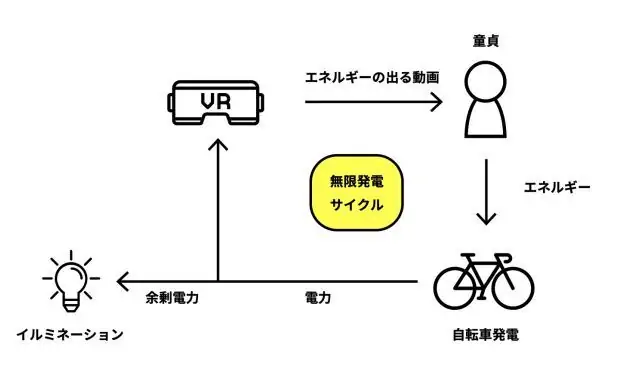 童貞
エネルギーの出る動画
VR
無限発電
サイクル
エネルギー
余剰電力
電力
イルミネーション
自転車発電